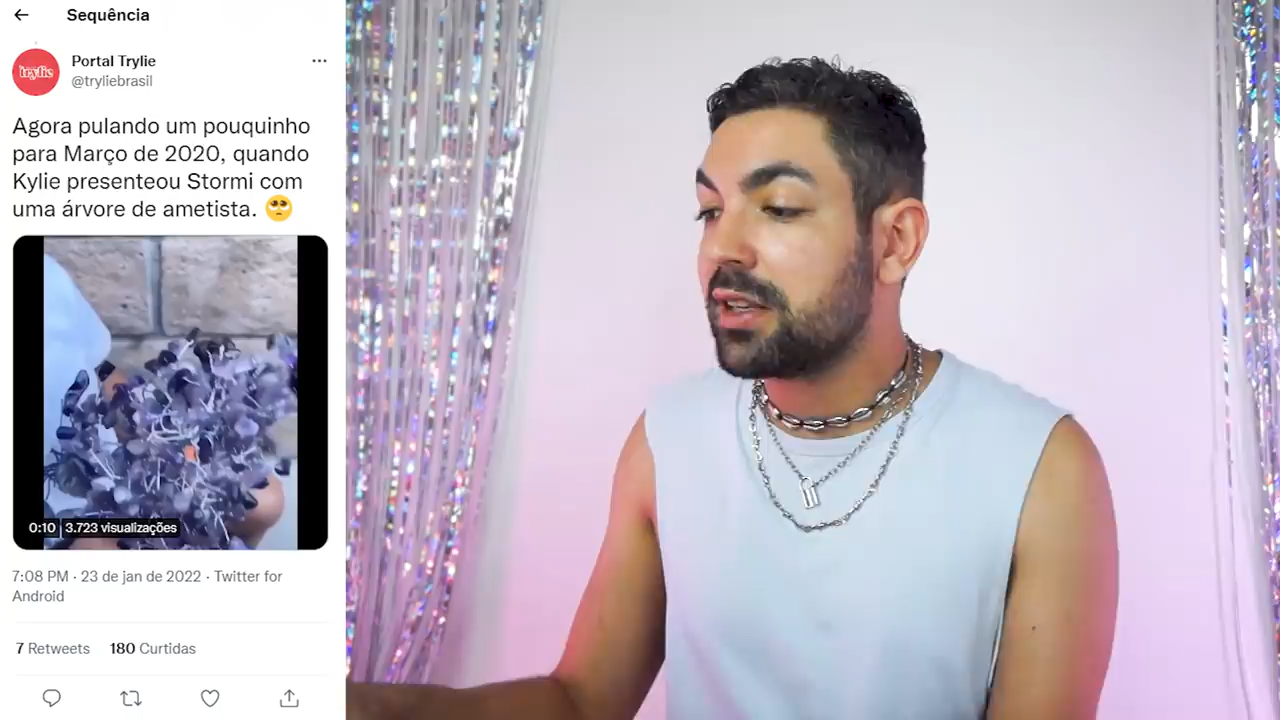 Sequência
Portal Trylie
@tryliebrasil
Agora pulando um pouquinho
para Março de 2020, quando
Kylie presenteou Stormi com
uma árvore de ametista. 🥺
0:10 3.723 visualizações
7:08 PM · 23 de jan de 2022 · Twitter for
Android
7 Retweets 180 Curtidas